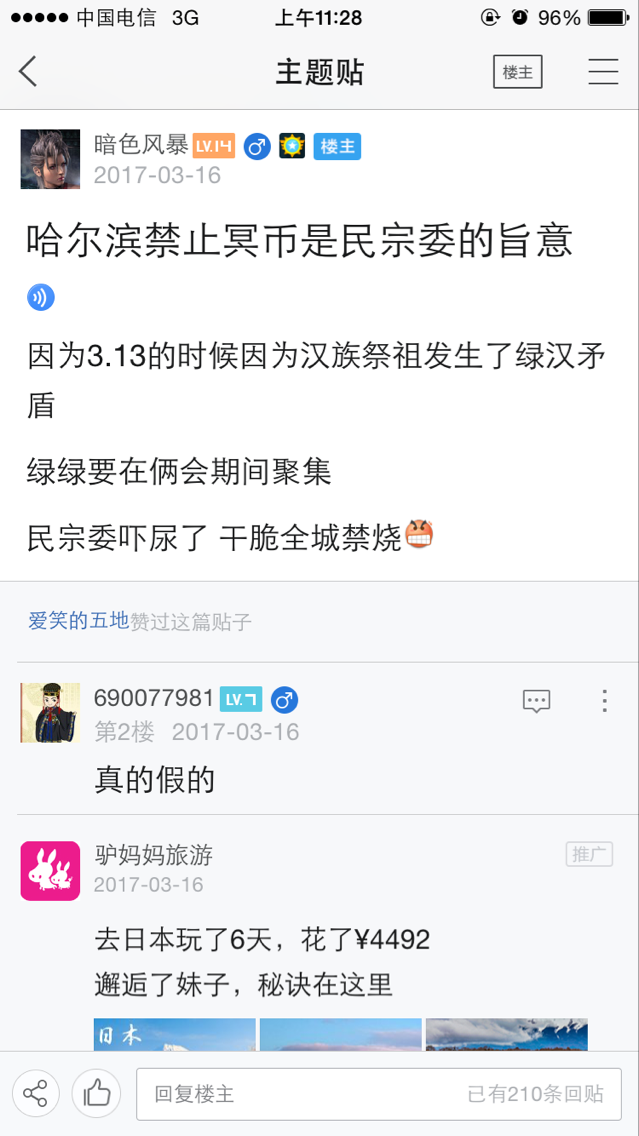 中国电信 3G 上午11:28 96%
主题贴 楼主
暗色风暴 LV.14 楼主
2017-03-16
哈尔滨禁止冥币是民宗委的旨意
因为3.13的时候因为汉族祭祖发生了绿汉矛
盾
绿绿要在俩会期间聚集
民宗委吓尿了 干脆全城禁烧
爱笑的五地赞过这篇贴子
690077981 LV.7
第2楼 2017-03-16
真的假的
驴妈妈旅游 推广
2017-03-16
去日本玩了6天，花了¥4492
邂逅了妹子，秘诀在这里
日本
回复楼主 已有210条回贴